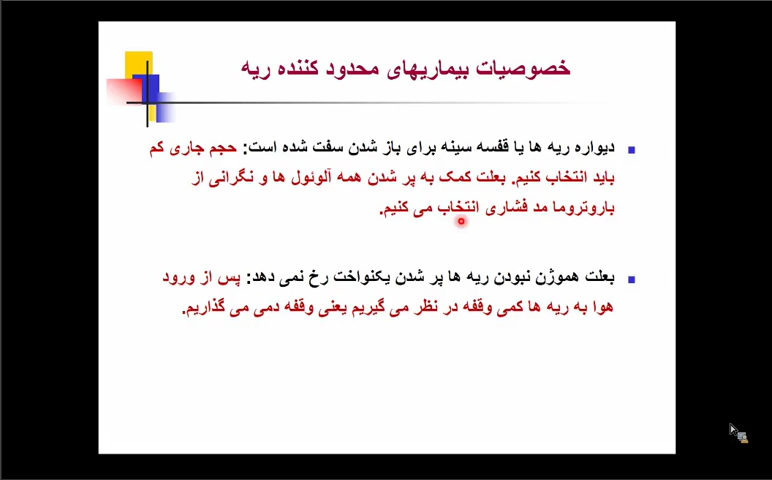 خصوصیات بیماریهای محدود کننده ریه
دیواره ریه ها یا قفسه سینه برای باز شدن سفت شده است: حجم جاری کم
باید انتخاب کنیم. بعلت کمک به پر شدن همه آلوئول ها و نگرانی از
باروتروما مد فشاری انتخاب می کنیم.
بعلت هموژن نبودن ریه ها پر شدن یکنواخت رخ نمی دهد: پس از ورود
هوا به ریه ها کمی وقفه در نظر می گیریم یعنی وقفه دمی می گذاریم.